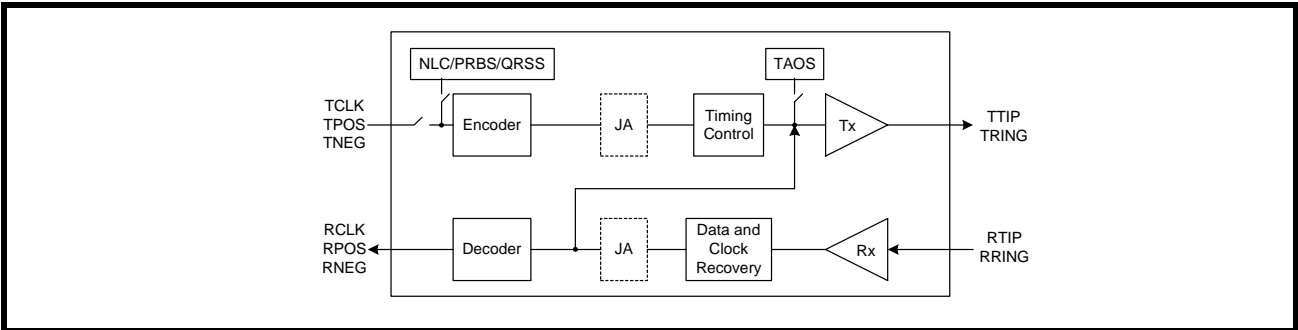 NLC/PRBS/QRSS
TAOS
TCLK
TPOS
TNEG
Encoder
JA
Timing
Control
Tx
TTIP
TRING
RCLK
RPOS
RNEG
Decoder
JA
Data and
Clock
Recovery
Rx
RTIP
RRING